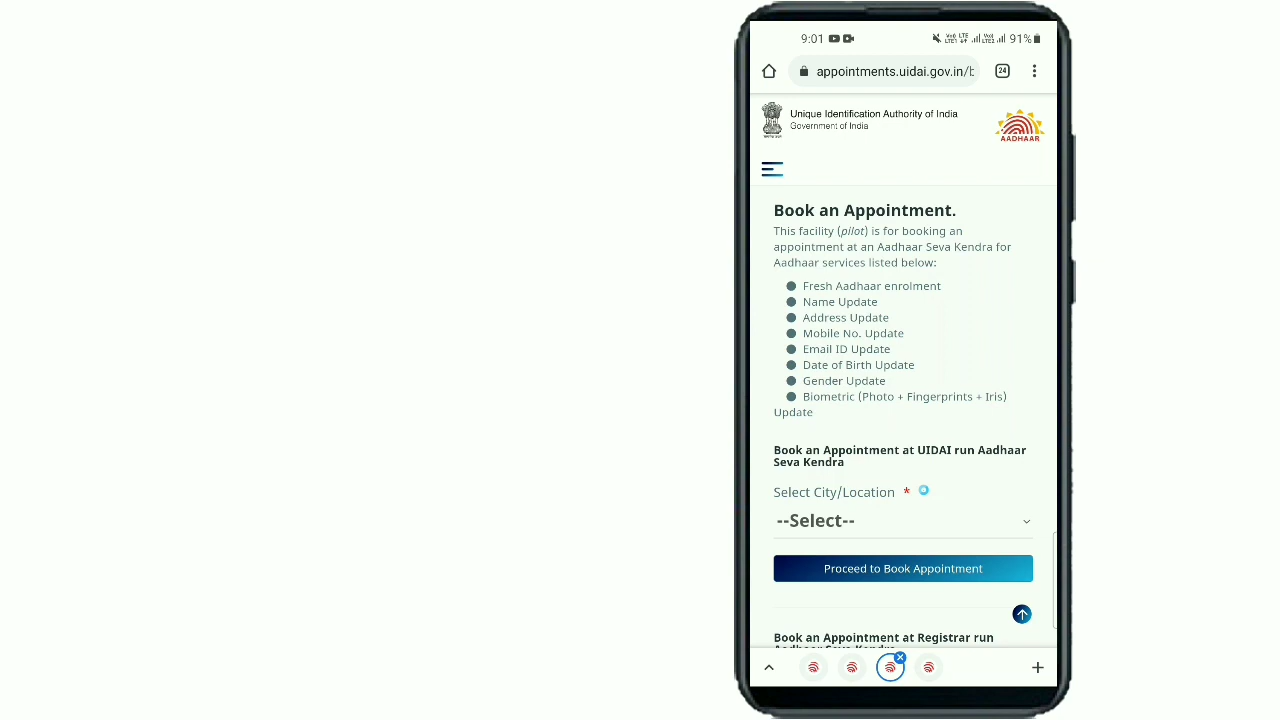 9:01 91%
appointments.uidai.gov.in/b 24
Unique Identification Authority of India
Government of India
AADHAAR
Book an Appointment.
This facility (pilot) is for booking an
appointment at an Aadhaar Seva Kendra for
Aadhaar services listed below:
● Fresh Aadhaar enrolment
● Name Update
● Address Update
● Mobile No. Update
● Email ID Update
● Date of Birth Update
● Gender Update
● Biometric (Photo + Fingerprints + Iris)
Update
Book an Appointment at UIDAI run Aadhaar
Seva Kendra
Select City/Location *
--Select--
Proceed to Book Appointment
Book an Appointment at Registrar run
Aadhaar Seva Kendra